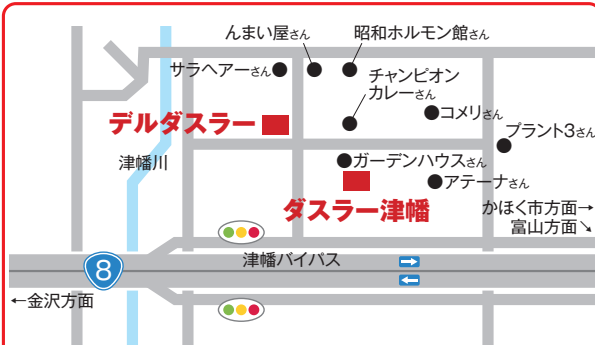 んまい屋さん
昭和ホルモン館さん
サラヘアーさん
チャンピオン
カレーさん
コメリさん
デルダスラー
プラント3さん
津幡川
ガーデンハウスさん
アテーナさん
ダスラー津幡
かほく市方面→
富山方面↘
津幡バイパス
8
←金沢方面